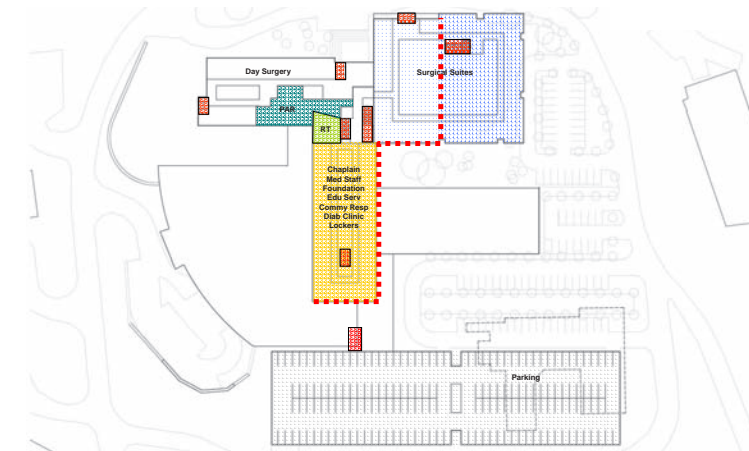 Day Surgery
Surgical Suites
PAR
RT
Chaplain
Med Staff
Foundation
Edu Serv
Commy Resp
Diab Clinic
Lockers
Parking